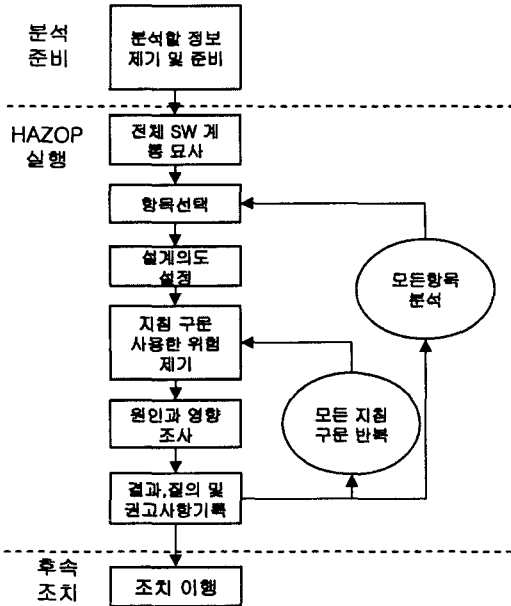 분석
준비
분석할 정보
제기 및 준비
HAZOP
실행
전체 SW 계
통 묘사
항목선택
설계의도
설정
지침 구문
사용한 위험
제기
원인과 영향
조사
결과,질의 및
권고사항기록
모든항목
분석
모든 지침
구문 반복
후속
조치
조치 이행